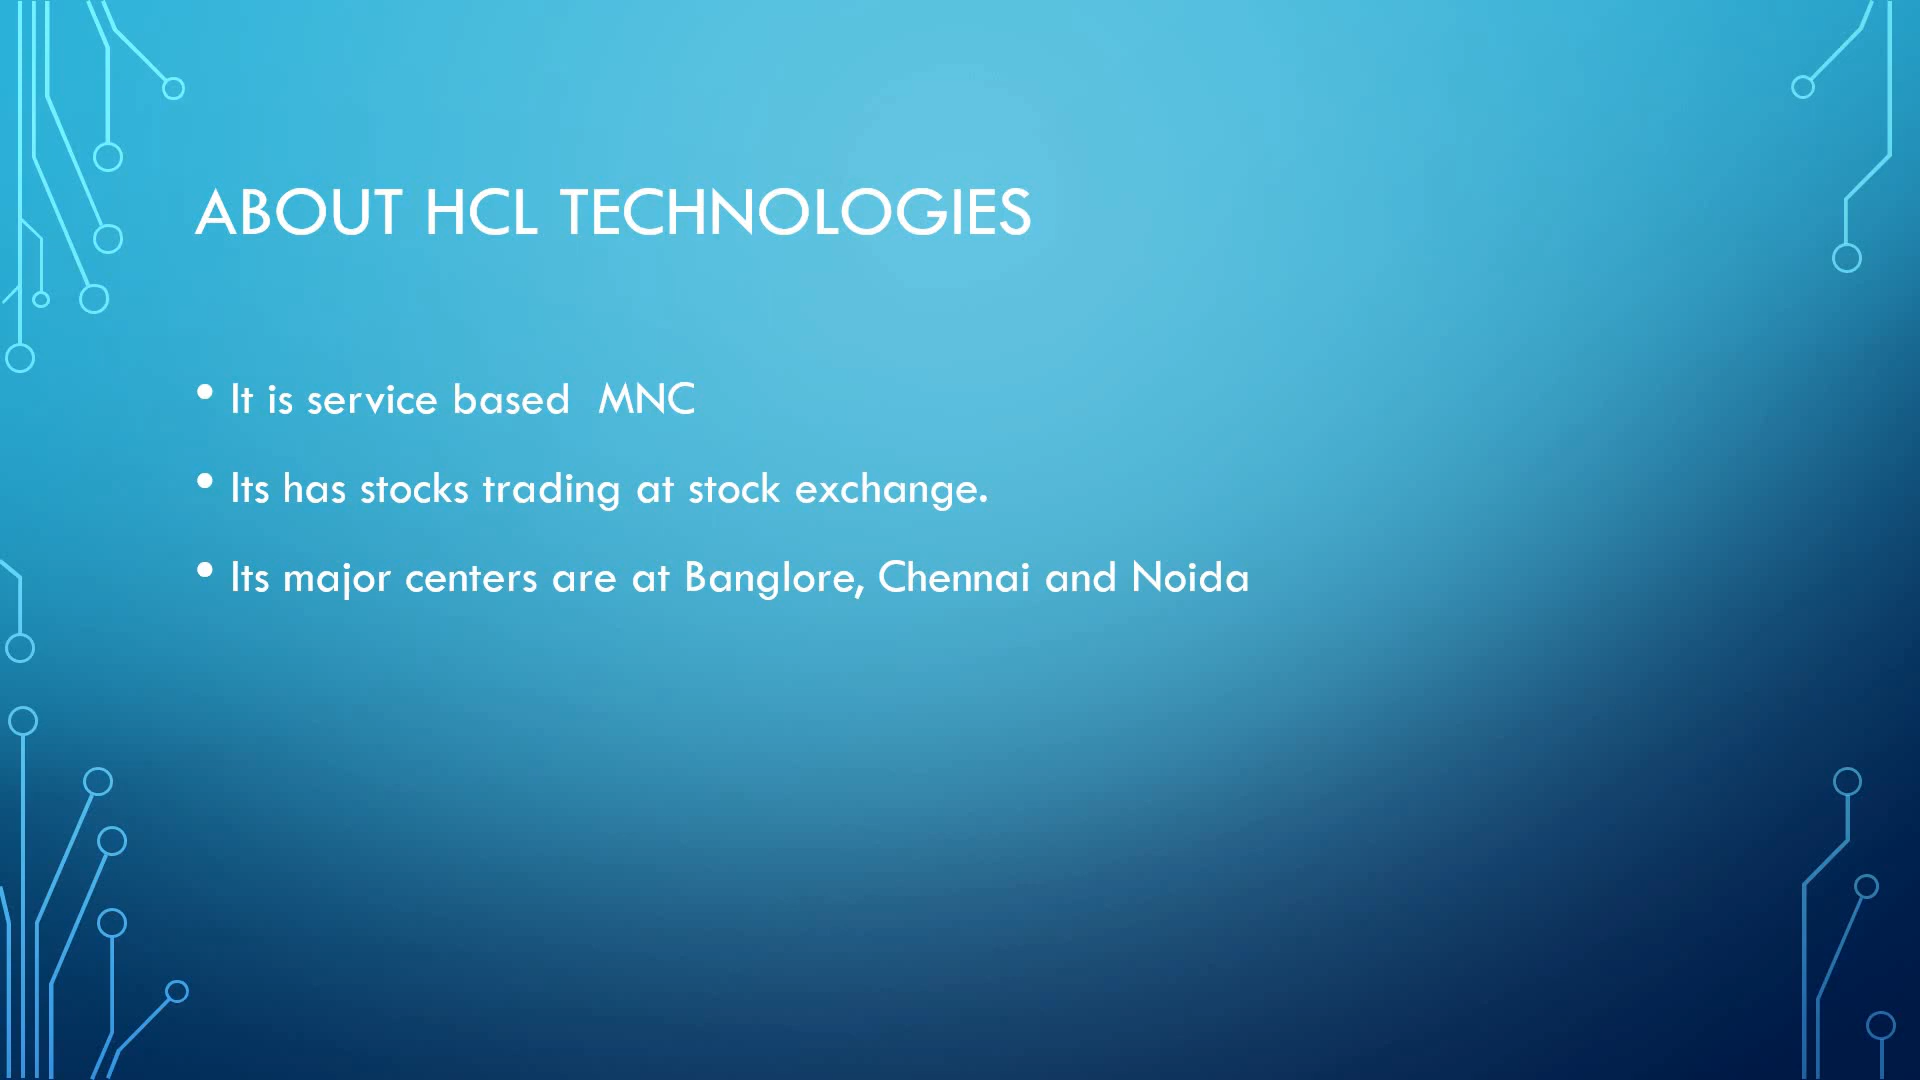 ABOUT HCL TECHNOLOGIES
• It is service based  MNC
• Its has stocks trading at stock exchange.
• Its major centers are at Banglore, Chennai and Noida